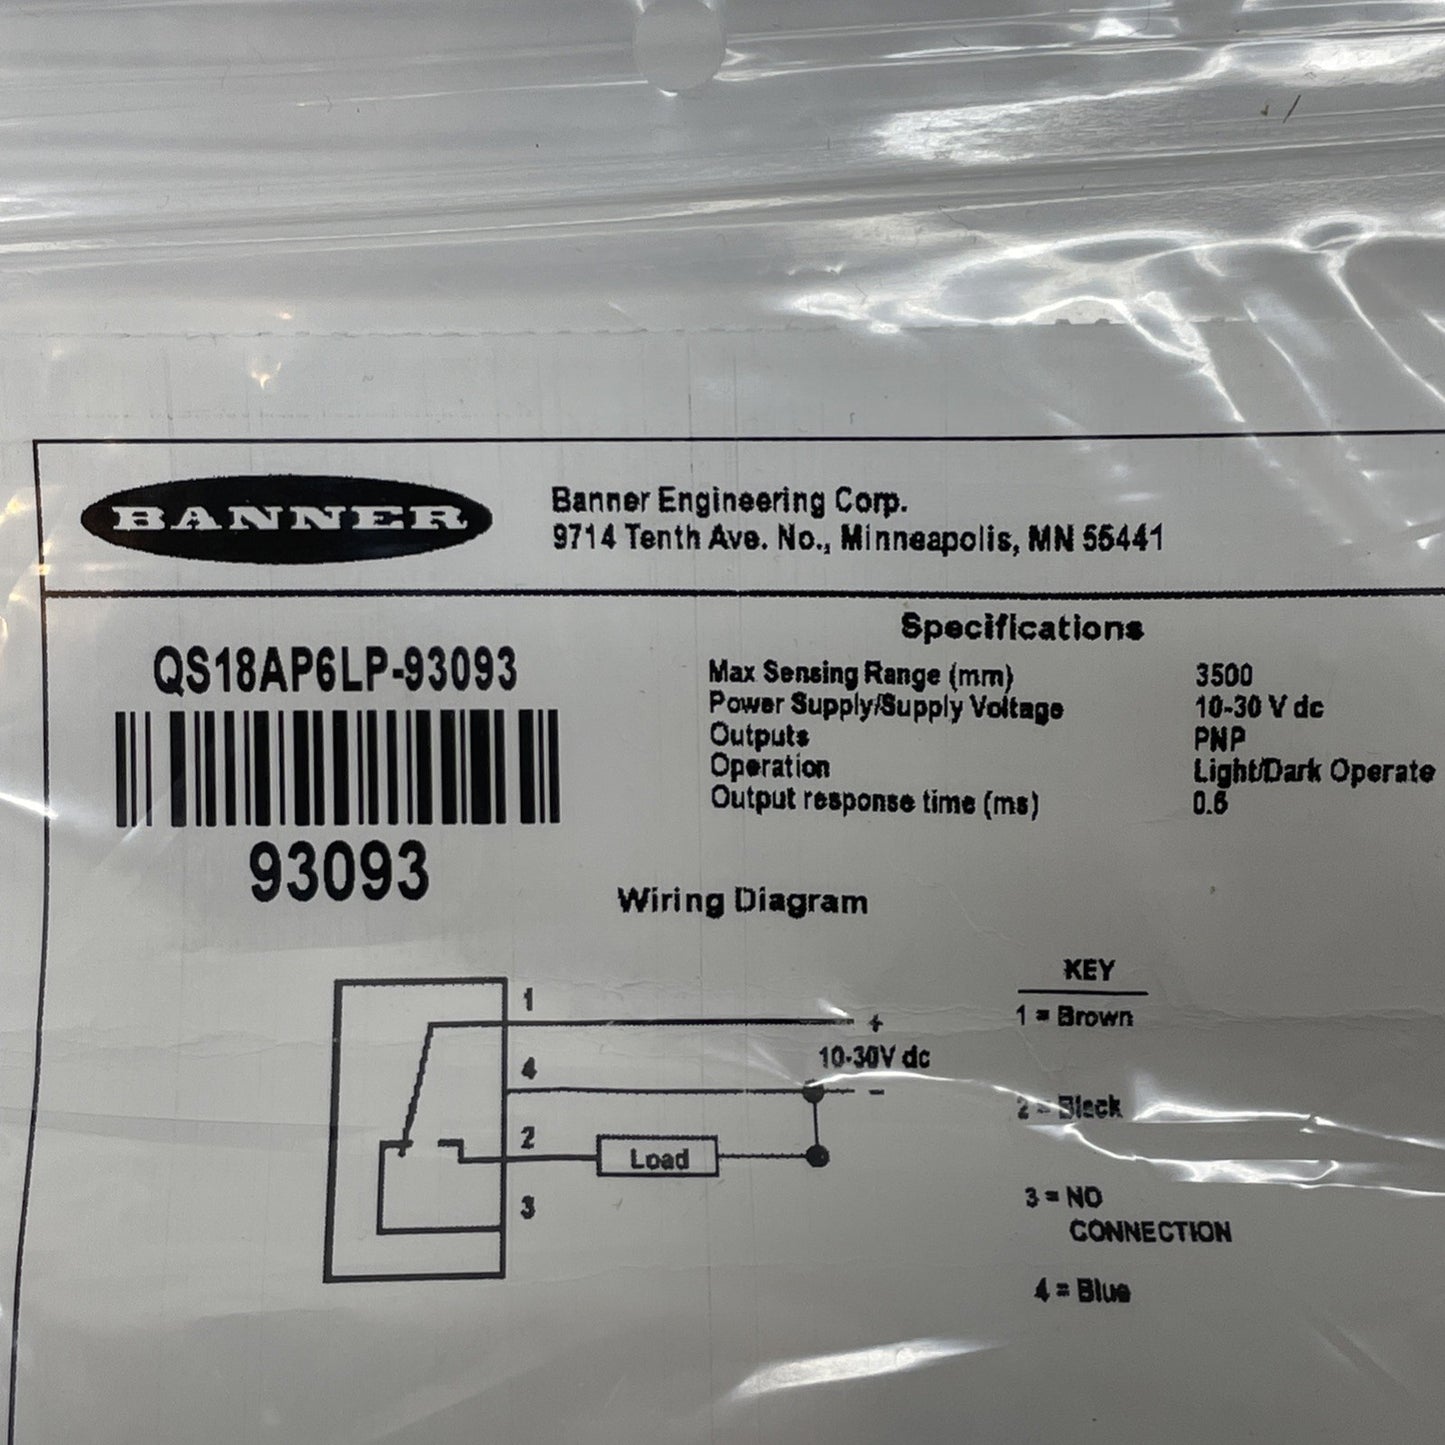 BANNER
Banner Engineering Corp.
9714 Tenth Ave. No., Minneapolis, MN 55441
QS18AP6LP-93093
93093
Specifications
Max Sensing Range (mm) 3500
Power Supply/Supply Voltage 10-30 V dc
Outputs PNP
Operation Light/Dark Operate
Output response time (ms) 0.6
Wiring Diagram
1
+
10-30V dc
4
-
2
Load
3
KEY
1 = Brown
2 = Black
3 = NO
CONNECTION
4 = Blue